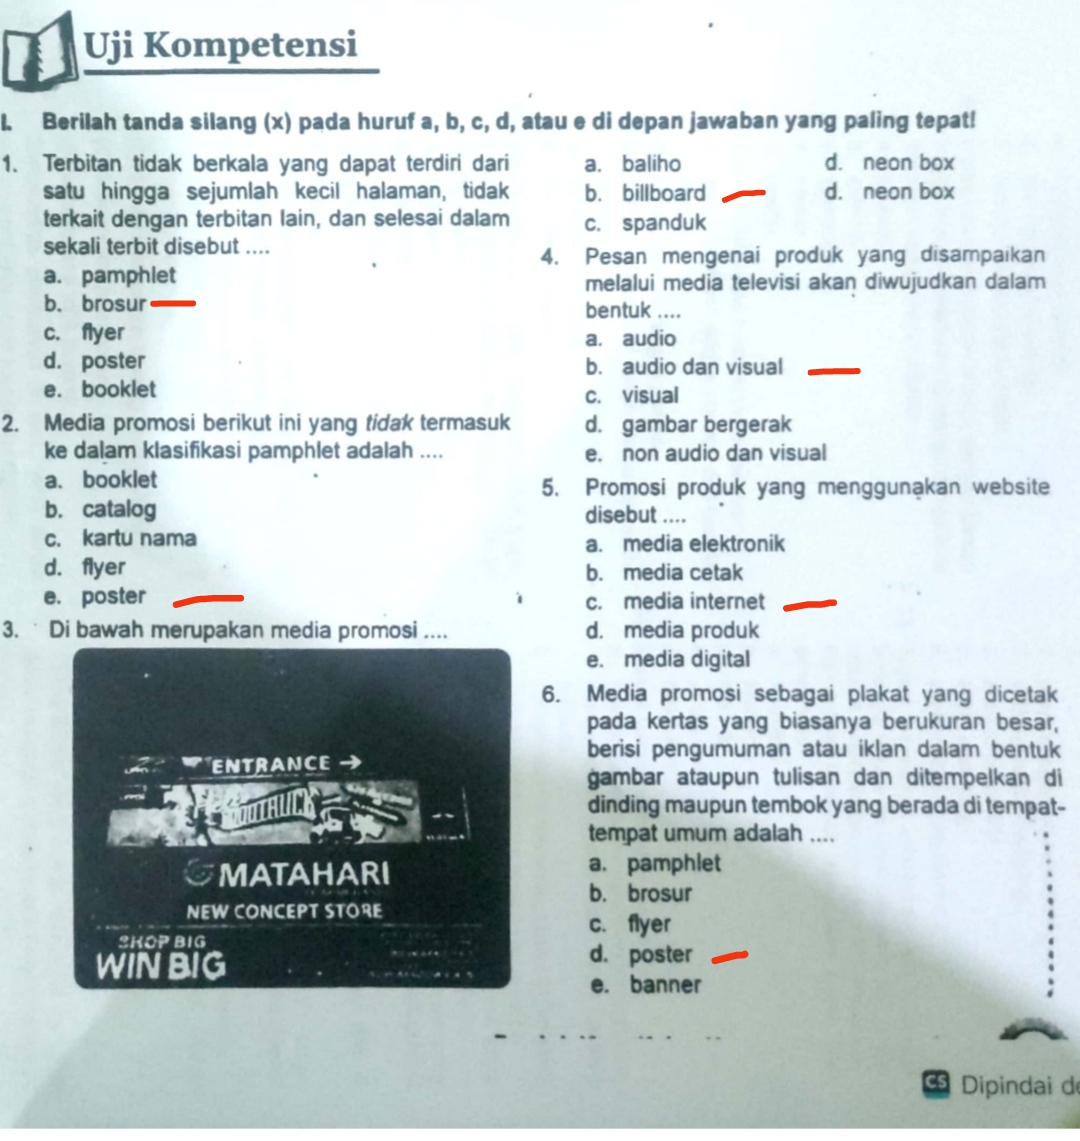 Uji Kompetensi
I. Berilah tanda silang (x) pada huruf a, b, c, d, atau e di depan jawaban yang paling tepat!
1. Terbitan tidak berkala yang dapat terdiri dari
satu hingga sejumlah kecil halaman, tidak
terkait dengan terbitan lain, dan selesai dalam
sekali terbit disebut ....
a. pamphlet
b. brosur
c. flyer
d. poster
e. booklet
2. Media promosi berikut ini yang tidak termasuk
ke dalam klasifikasi pamphlet adalah ....
a. booklet
b. catalog
c. kartu nama
d. flyer
e. poster
3. Di bawah merupakan media promosi ....
ENTRANCE →
MATAHARI
NEW CONCEPT STORE
SHOP BIG
WIN BIG
a. baliho d. neon box
b. billboard d. neon box
c. spanduk
4. Pesan mengenai produk yang disampaikan
melalui media televisi akan diwujudkan dalam
bentuk ....
a. audio
b. audio dan visual
c. visual
d. gambar bergerak
e. non audio dan visual
5. Promosi produk yang menggunakan website
disebut ....
a. media elektronik
b. media cetak
c. media internet
d. media produk
e. media digital
6. Media promosi sebagai plakat yang dicetak
pada kertas yang biasanya berukuran besar,
berisi pengumuman atau iklan dalam bentuk
gambar ataupun tulisan dan ditempelkan di
dinding maupun tembok yang berada di tempat-
tempat umum adalah ....
a. pamphlet
b. brosur
c. flyer
d. poster
e. banner
CS Dipindai de